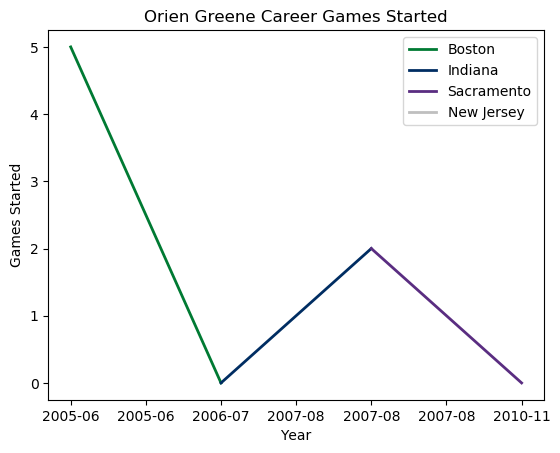 Orien Greene Career Games Started
5
4
3
2
1
0
Games Started
Boston
Indiana
Sacramento
New Jersey
2005-06 2005-06 2006-07 2007-08 2007-08 2007-08 2010-11
Year